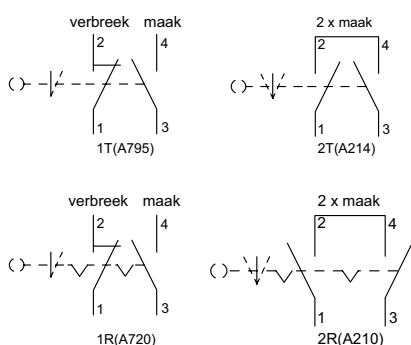 verbreek maak
2 4
1 3
1T(A795)
2 x maak
2 4
1 3
2T(A214)
verbreek maak
2 4
1 3
1R(A720)
2 x maak
2 4
1 3
2R(A210)